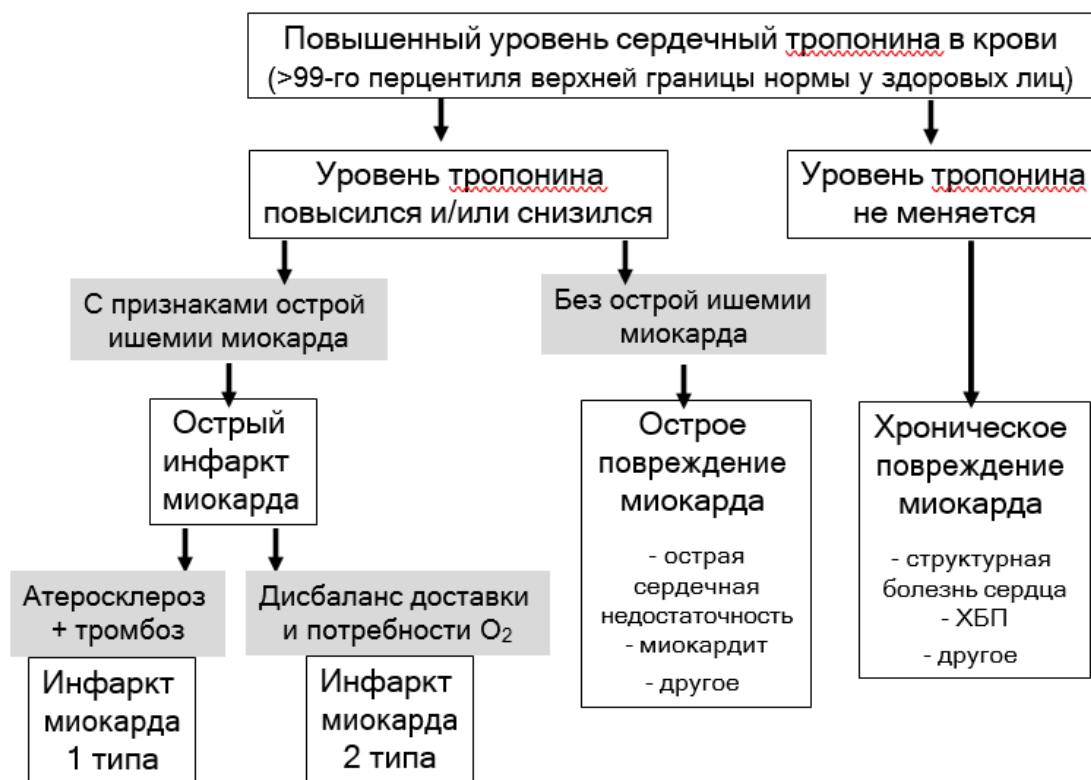 Повышенный уровень сердечный тропонина в крови
(>99-го перцентиля верхней границы нормы у здоровых лиц)
Уровень тропонина
повысился и/или снизился
Уровень тропонина
не меняется
С признаками острой
ишемии миокарда
Без острой ишемии
миокарда
Острый
инфаркт
миокарда
Острое
повреждение
миокарда
- острая
сердечная
недостаточность
- миокардит
- другое
Хроническое
повреждение
миокарда
- структурная
болезнь сердца
- ХБП
- другое
Атеросклероз
+ тромбоз
Дисбаланс доставки
и потребности O₂
Инфаркт
миокарда
1 типа
Инфаркт
миокарда
2 типа